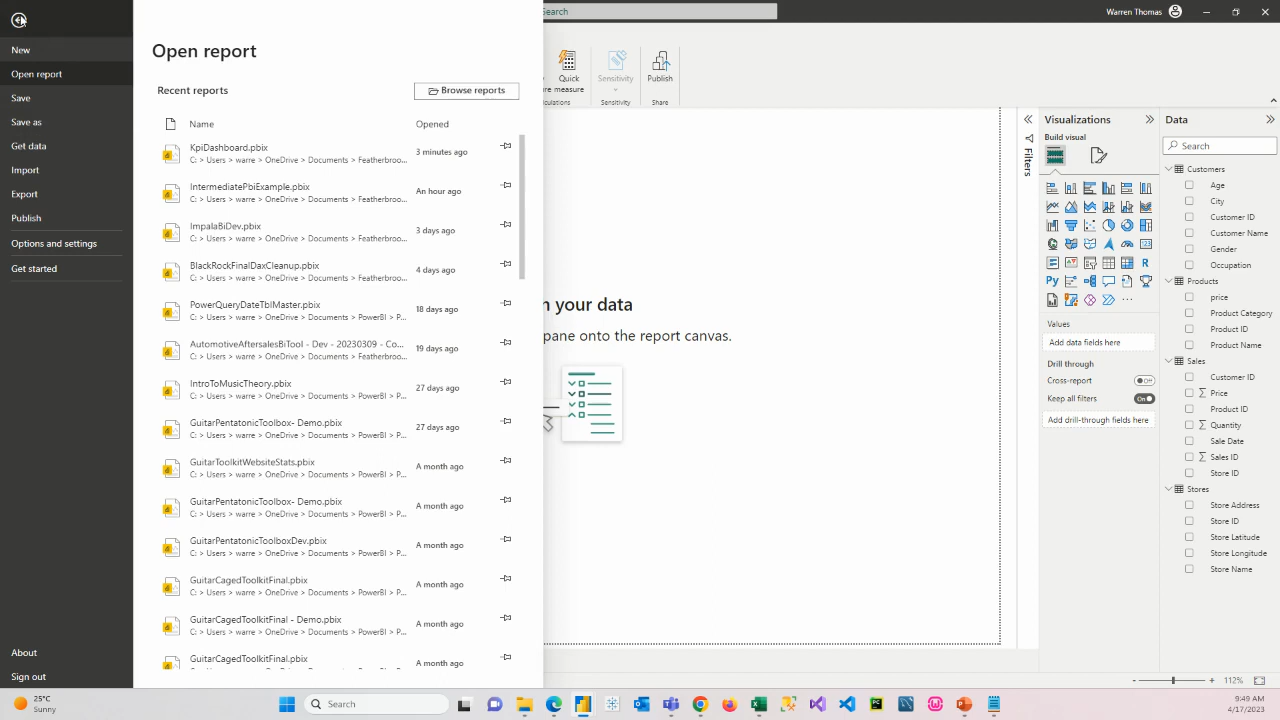 Search
Warren Thomas
New
Open report
Save
Save as
Get data
Import
Export
Publish
Options and settings
Get started
About
Sign out
Open report
Recent reports
Browse reports
Name
Opened
KpiDashboard.pbix
C: > Users > warre > OneDrive > Documents > Featherbroo...
3 minutes ago
IntermediatePbiExample.pbix
C: > Users > warre > OneDrive > Documents > Featherbroo...
An hour ago
ImpalaBiDev.pbix
C: > Users > warre > OneDrive > Documents > Featherbroo...
3 days ago
BlackRockFinalDaxCleanup.pbix
C: > Users > warre > OneDrive > Documents > Featherbroo...
4 days ago
PowerQueryDateTblMaster.pbix
C: > Users > warre > OneDrive > Documents > PowerBI > P...
18 days ago
AutomotiveAftersalesBiTool - Dev - 20230309 - Co...
C: > Users > warre > OneDrive > Documents > Featherbroo...
19 days ago
IntroToMusicTheory.pbix
C: > Users > warre > OneDrive > Documents > PowerBI > P...
27 days ago
GuitarPentatonicToolbox- Demo.pbix
C: > Users > warre > OneDrive > Documents > PowerBI > P...
27 days ago
GuitarToolkitWebsiteStats.pbix
C: > Users > warre > OneDrive > Documents > PowerBI > P...
A month ago
GuitarPentatonicToolbox- Demo.pbix
C: > Users > warre > OneDrive > Documents > PowerBI > P...
A month ago
GuitarPentatonicToolboxDev.pbix
C: > Users > warre > OneDrive > Documents > PowerBI > P...
A month ago
GuitarCagedToolkitFinal.pbix
C: > Users > warre > OneDrive > Documents > PowerBI > P...
A month ago
GuitarCagedToolkitFinal - Demo.pbix
C: > Users > warre > OneDrive > Documents > PowerBI > P...
A month ago
GuitarCagedToolkitFinal.pbix
A month ago
Quick
re measure
culations
Sensitivity
Sensitivity
Publish
Share
n your data
pane onto the report canvas.
Filters
Visualizations
Build visual
Py
R
123
Values
Add data fields here
Drill through
Cross-report
Off
Keep all filters
On
Add drill-through fields here
Data
Search
Customers
Age
City
Customer ID
Customer Name
Gender
Occupation
Products
price
Product Category
Product ID
Product Name
Sales
Customer ID
Price
Product ID
Quantity
Sale Date
Sales ID
Store ID
Stores
Store Address
Store ID
Store Latitude
Store Longitude
Store Name
- + 112%
25°C
Sunny
Search
9:49 AM
4/17/2023